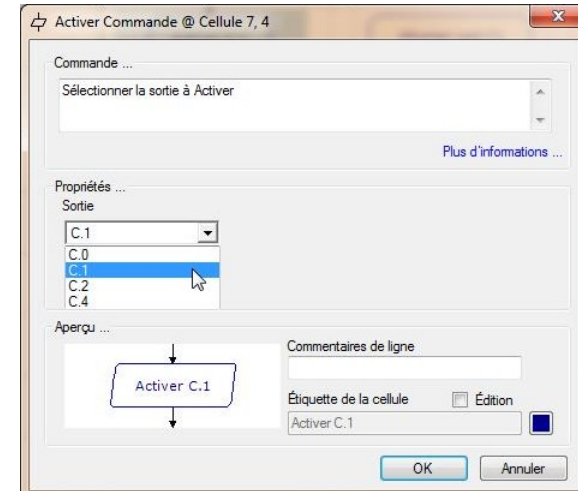 Activer Commande @ Cellule 7, 4
Commande ...
Sélectionner la sortie à Activer
Plus d'informations ...
Propriétés ...
Sortie
C.1
C.0
C.1
C.2
C.4
Aperçu ...
Activer C.1
Commentaires de ligne
Étiquette de la cellule
Édition
Activer C.1
OK
Annuler